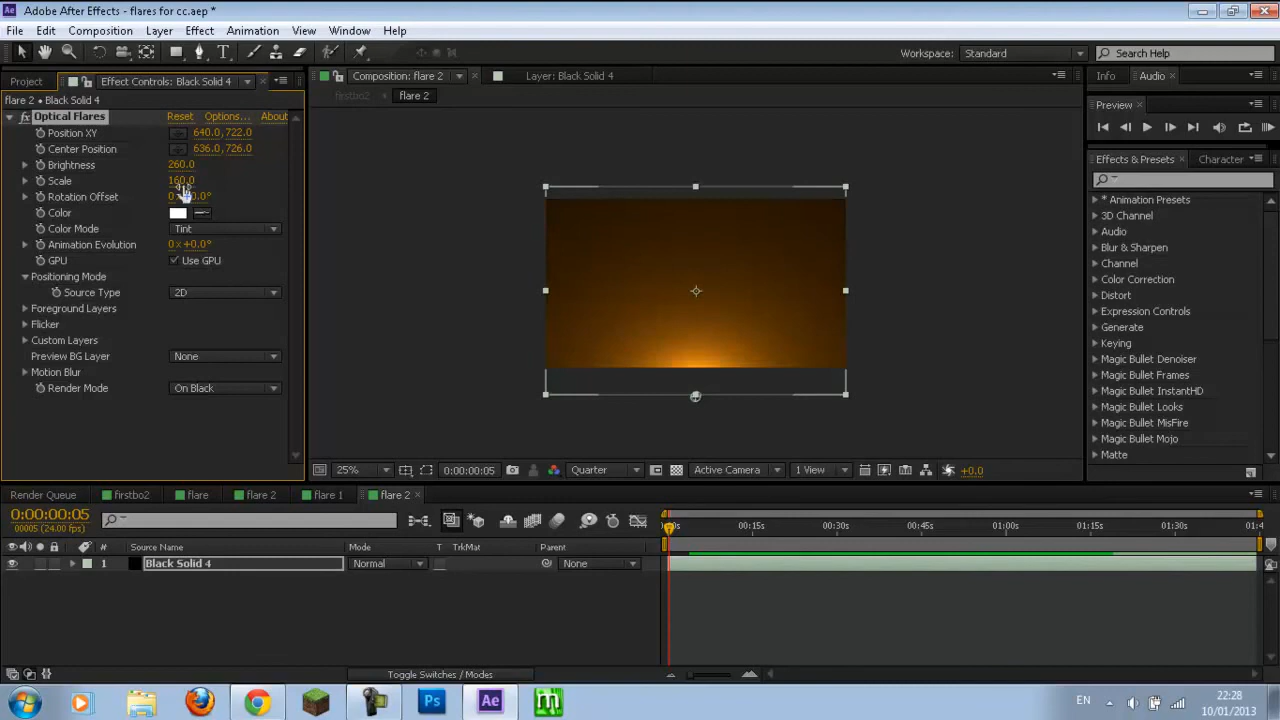 Adobe After Effects - flares for cc.aep *
File Edit Composition Layer Effect Animation View Window Help
Workspace: Standard Search Help
Project Effect Controls: Black Solid 4 Composition: flare 2 Layer: Black Solid 4 Info Audio
flare 2 • Black Solid 4 firstbo2 flare 2
Optical Flares Reset Options... About
Position XY 640.0, 722.0
Center Position 636.0, 726.0
Brightness 260.0
Scale 160.0
Rotation Offset
Color
Color Mode Tint
Animation Evolution 0 x +0.0°
GPU Use GPU
Positioning Mode
Source Type 2D
Foreground Layers
Flicker
Custom Layers
Preview BG Layer None
Motion Blur
Render Mode On Black
Preview
Effects & Presets Character
* Animation Presets
3D Channel
Audio
Blur & Sharpen
Channel
Color Correction
Distort
Expression Controls
Generate
Keying
Magic Bullet Denoiser
Magic Bullet Frames
Magic Bullet InstantHD
Magic Bullet Looks
Magic Bullet MisFire
Magic Bullet Mojo
Matte
25% 0:00:00:05 Quarter Active Camera 1 View +0.0
Render Queue firstbo2 flare flare 2 flare 1 flare 2
0:00:00:05
00005 (24.00 fps)
00:15s 00:30s 00:45s 01:00s 01:15s 01:30s
# Source Name Mode T TrkMat Parent
1 Black Solid 4 Normal None
Toggle Switches / Modes
Ps Ae m
EN 22:28
10/01/2013